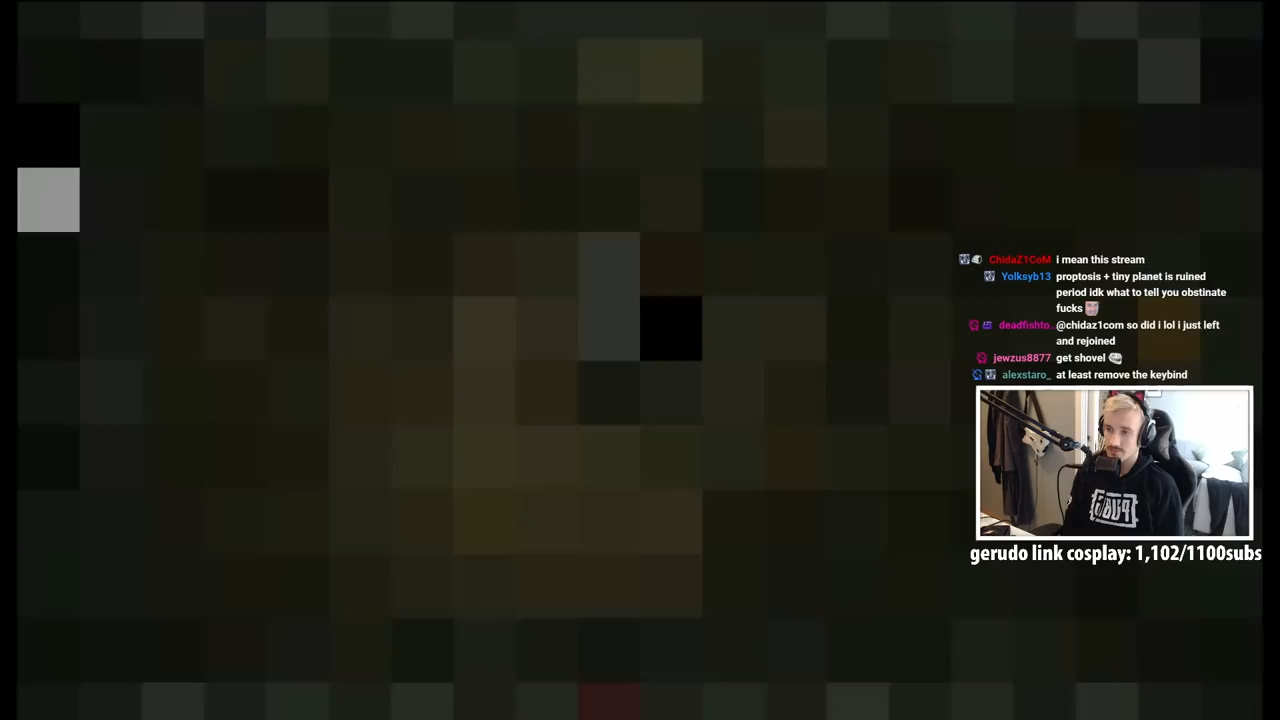 ChidaZ1CoM i mean this stream
Yolksyb13 proptosis + tiny planet is ruined
period idk what to tell you obstinate
fucks
deadfishto... @chidaz1com so did i lol i just left
and rejoined
jewzus8877 get shovel
alexstaro_ at least remove the keybind
gerudo link cosplay: 1,102/1100subs